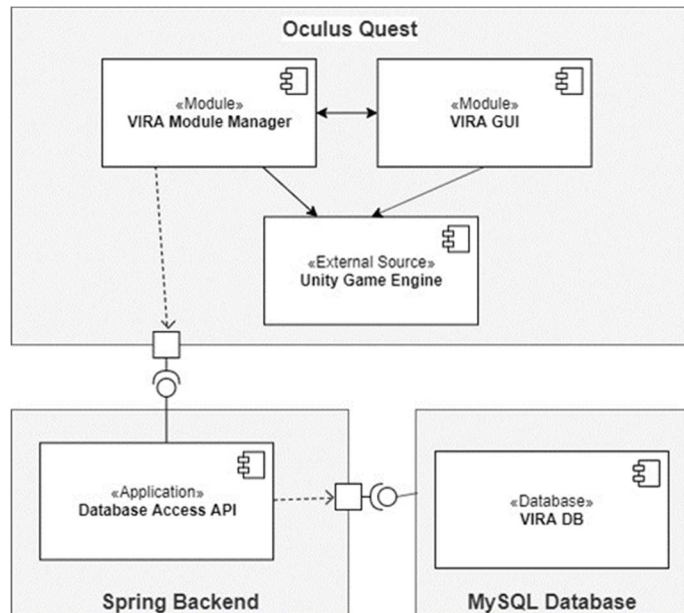 Oculus Quest
«Module»
VIRA Module Manager
«Module»
VIRA GUI
«External Source»
Unity Game Engine
«Application»
Database Access API
«Database»
VIRA DB
Spring Backend
MySQL Database